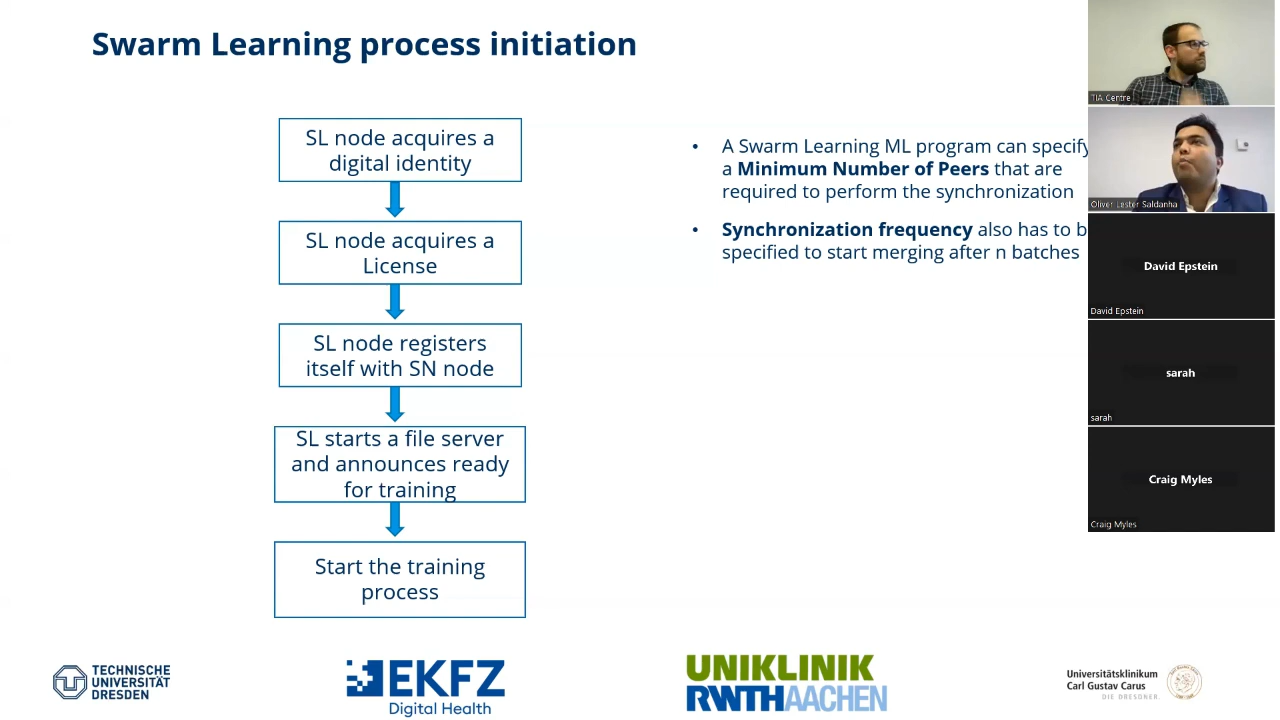 Swarm Learning process initiation
SL node acquires a
digital identity
SL node acquires a
License
SL node registers
itself with SN node
SL starts a file server
and announces ready
for training
Start the training
process
• A Swarm Learning ML program can specify
a Minimum Number of Peers that are
required to perform the synchronization
• Synchronization frequency also has to b
specified to start merging after n batches
TIA Centre
Oliver Lester Saldanha
David Epstein
David Epstein
sarah
sarah
Craig Myles
Craig Myles
TECHNISCHE
UNIVERSITÄT
DRESDEN
EKFZ
Digital Health
UNIKLINIK
RWTHAACHEN
Universitätsklinikum
Carl Gustav Carus
DIE DRESDNER.